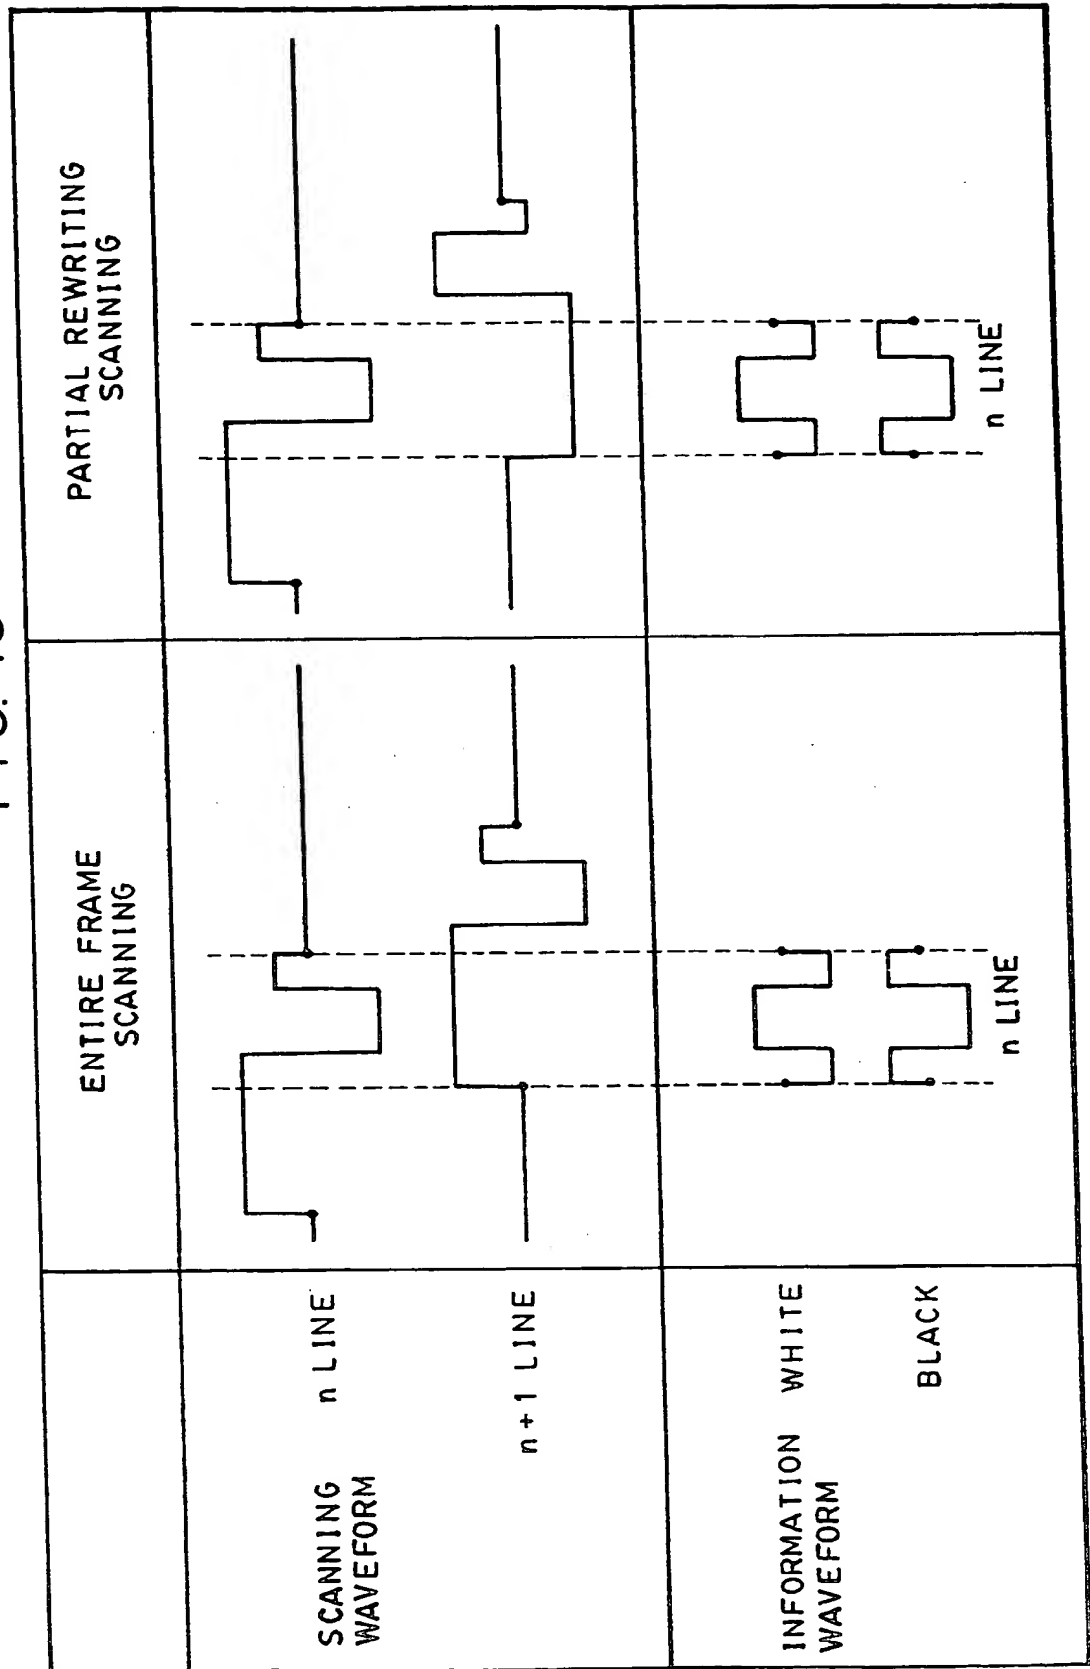 ENTIRE FRAME
SCANNING
PARTIAL REWRITING
SCANNING
SCANNING
WAVEFORM
n LINE
n+1 LINE
INFORMATION
WAVEFORM
WHITE
BLACK
n LINE
n LINE